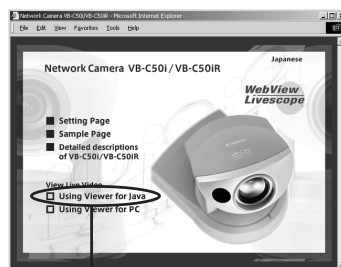 Network Camera VB-C50i/VB-C50iR - Microsoft Internet Explorer
File Edit View Favorites Tools Help
Japanese
Network Camera VB-C50i / VB-C50iR
WebView
Livescope
Setting Page
Sample Page
Detailed descriptions
of VB-C50i/VB-C50iR
Canon
View Live Video
Using Viewer for Java
Using Viewer for PC